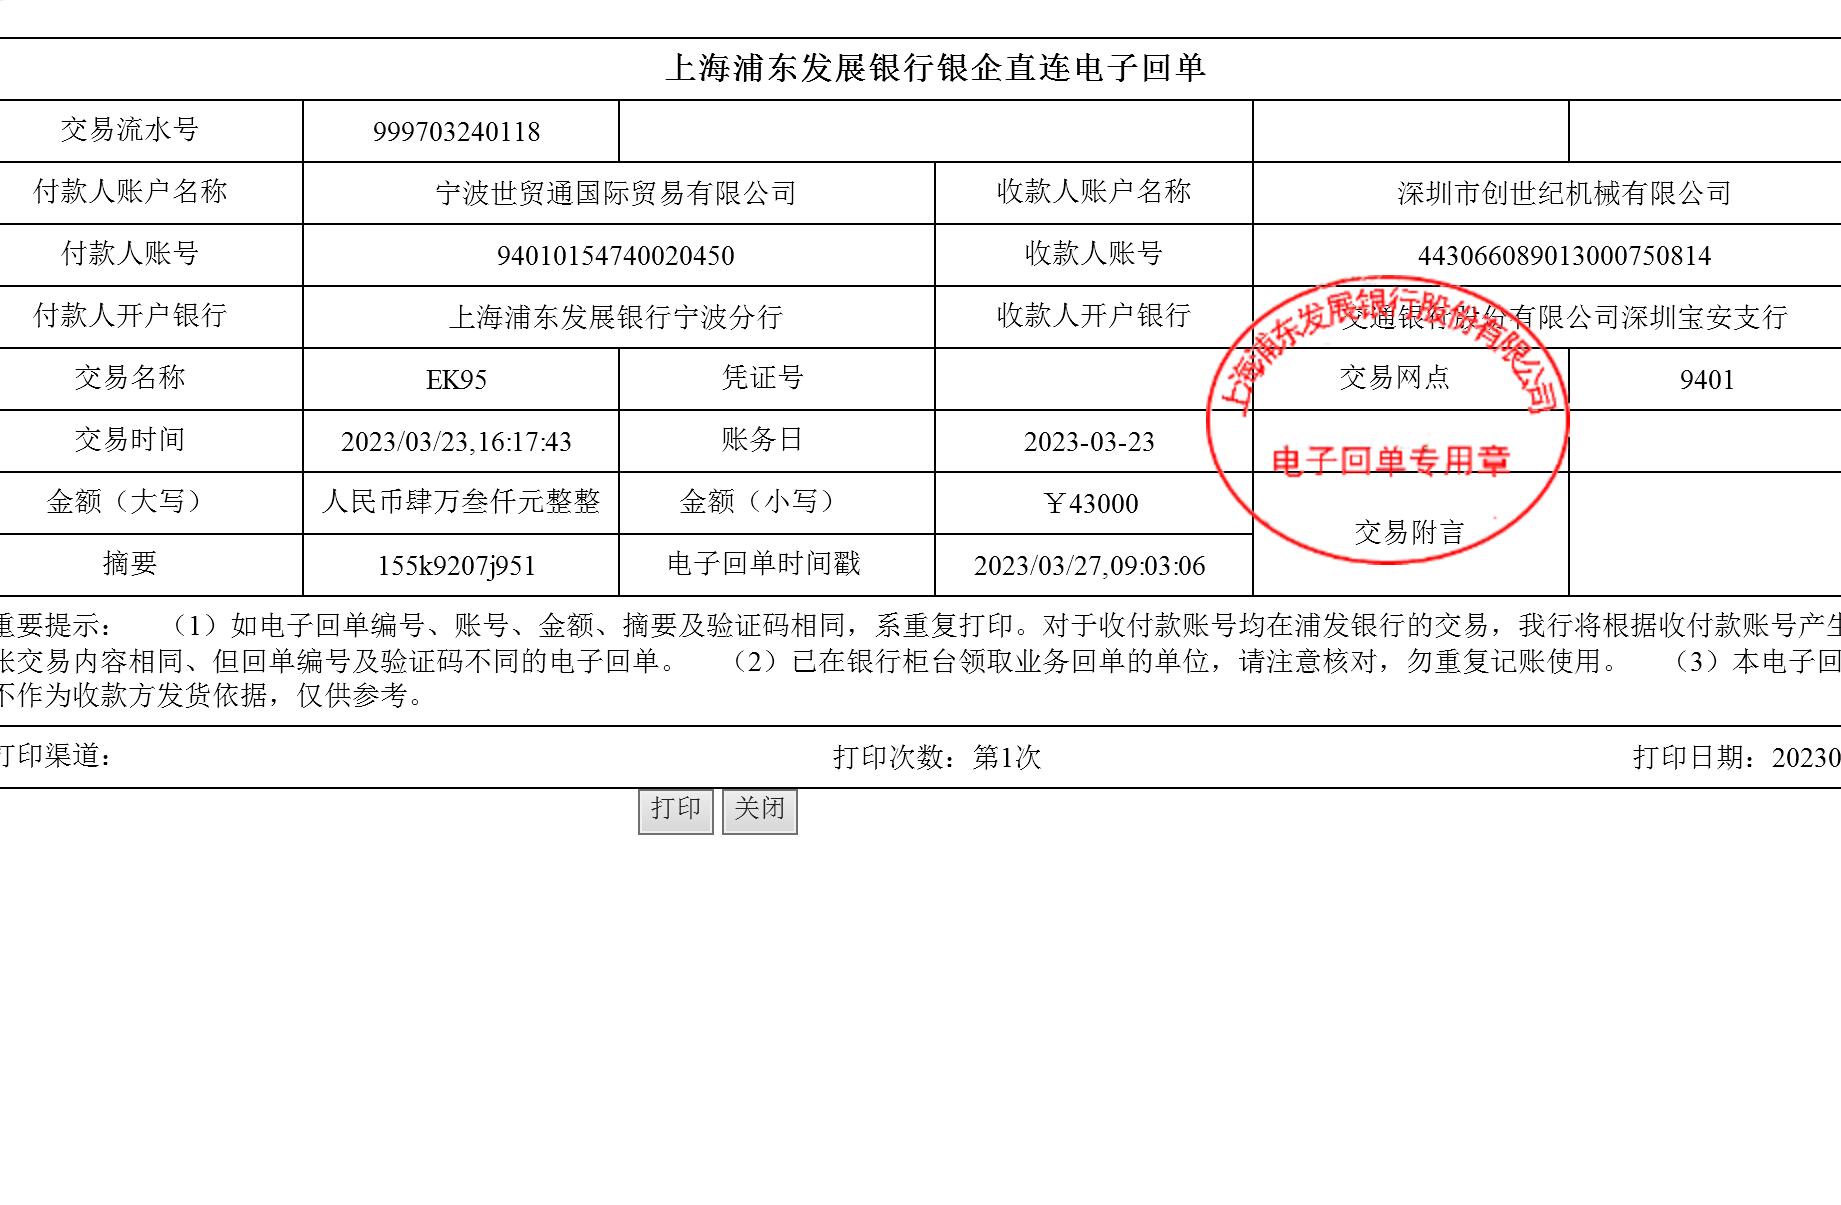 上海浦东发展银行银企直连电子回单
交易流水号 999703240118
付款人账户名称 宁波世贸通国际贸易有限公司 收款人账户名称 深圳市创世纪机械有限公司
付款人账号 94010154740020450 收款人账号 443066089013000750814
付款人开户银行 上海浦东发展银行宁波分行 收款人开户银行 交通银行股份有限公司深圳宝安支行
交易名称 EK95 凭证号 交易网点 9401
交易时间 2023/03/23,16:17:43 账务日 2023-03-23
金额（大写） 人民币肆万叁仟元整整 金额（小写） ￥43000
交易附言
摘要 155k9207j951 电子回单时间戳 2023/03/27,09:03:06
上海浦东发展银行股份有限公司
电子回单专用章
重要提示： （1）如电子回单编号、账号、金额、摘要及验证码相同，系重复打印。对于收付款账号均在浦发银行的交易，我行将根据收付款账号产生
张交易内容相同、但回单编号及验证码不同的电子回单。 （2）已在银行柜台领取业务回单的单位，请注意核对，勿重复记账使用。 （3）本电子回
不作为收款方发货依据，仅供参考。
打印渠道： 打印次数：第1次 打印日期：20230
打印 关闭